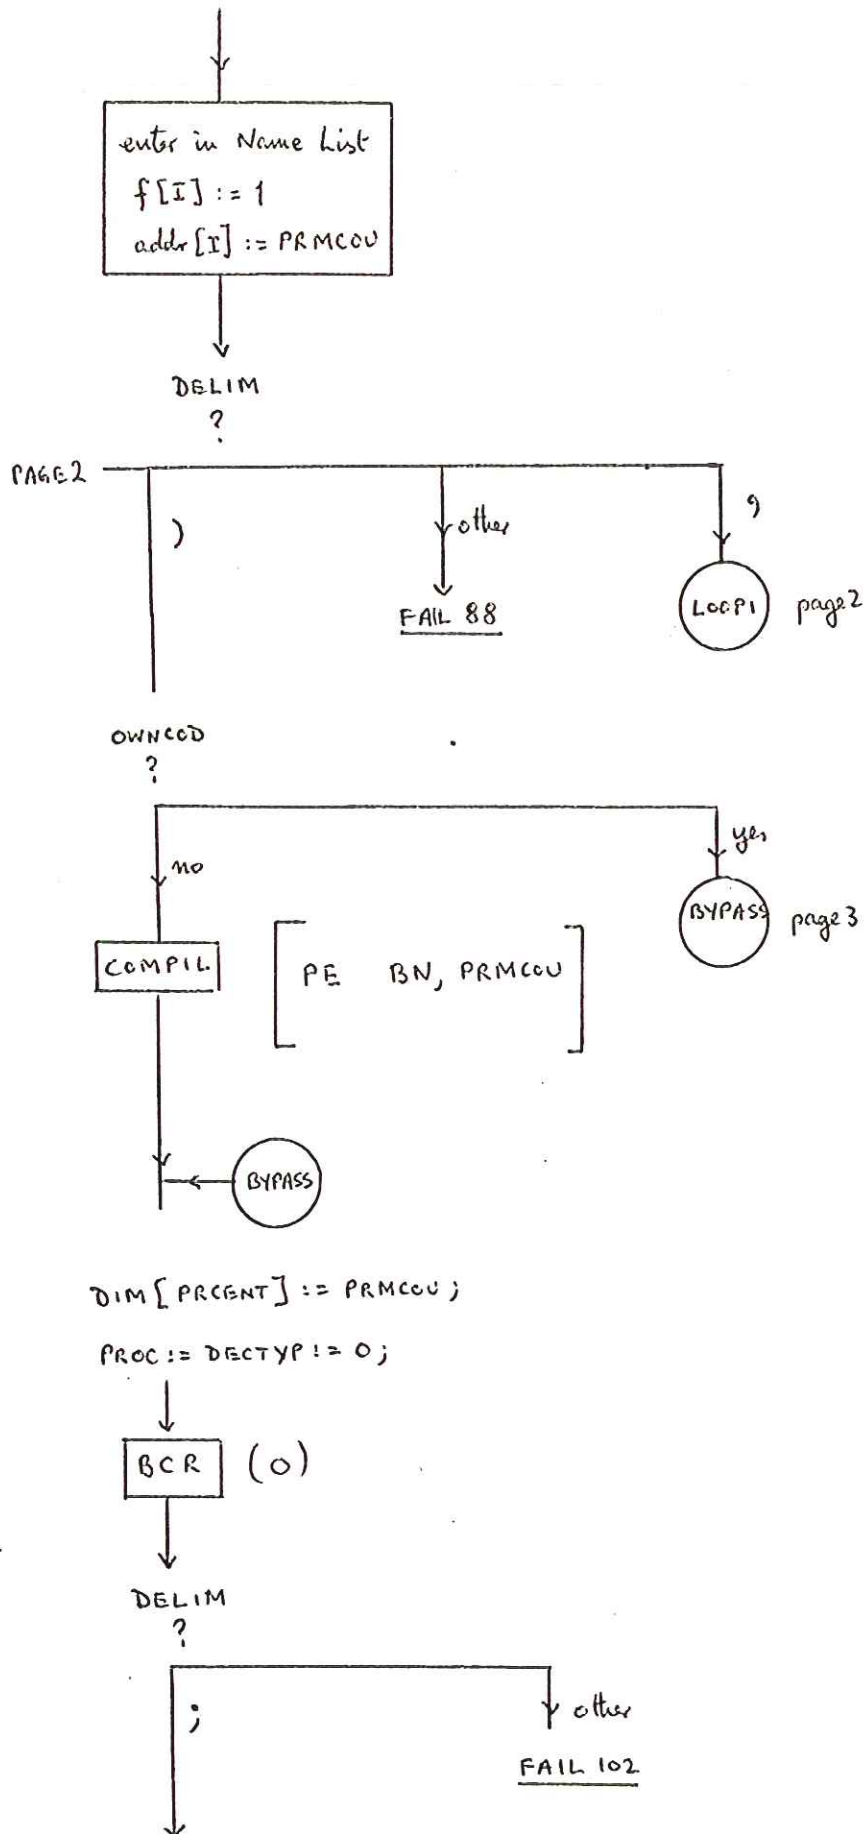 enter in Name List
f[I] := 1
addr[I] := PRMCOU
DELIM
?
PAGE2
)
other
,
FAIL 88
LOOP1
page2
OWNCOD
?
no
yes
BYPASS
page3
COMPIL
[ PE BN, PRMCOU ]
BYPASS
DIM [ PRCENT ] := PRMCOU ;
PROC := DECTYP := 0 ;
BCR (0)
DELIM
?
;
other
FAIL 102